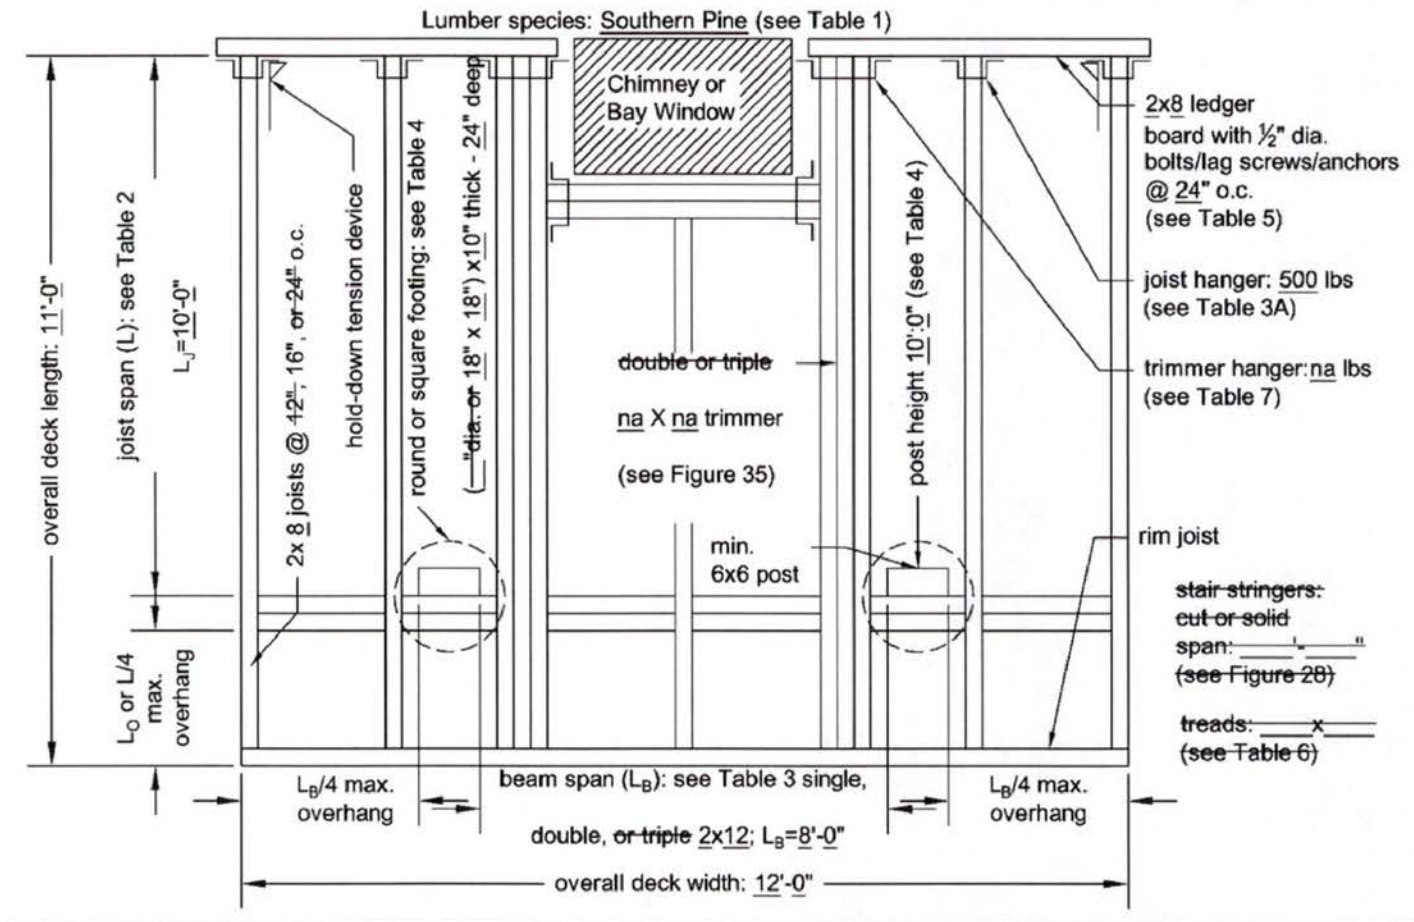 Lumber species: Southern Pine (see Table 1)
Chimney or
Bay Window
overall deck length: 11'-0"
joist span (L): see Table 2
LJ=10'-0"
2x 8 joists @ 12", 16", or 24" o.c.
hold-down tension device
round or square footing: see Table 4
(__"dia. or 18" x 18") x10" thick - 24" deep
double or triple
na X na trimmer
(see Figure 35)
min.
6x6 post
post height 10':0" (see Table 4)
2x8 ledger
board with ½" dia.
bolts/lag screws/anchors
@ 24" o.c.
(see Table 5)
joist hanger: 500 lbs
(see Table 3A)
trimmer hanger: na lbs
(see Table 7)
rim joist
stair stringers:
cut or solid
span: ____'-____"
(see Figure 28)
treads: ____x____
(see Table 6)
LO or L/4
max.
overhang
LB/4 max.
overhang
beam span (LB): see Table 3 single,
double, or triple 2x12; LB=8'-0"
LB/4 max.
overhang
overall deck width: 12'-0"